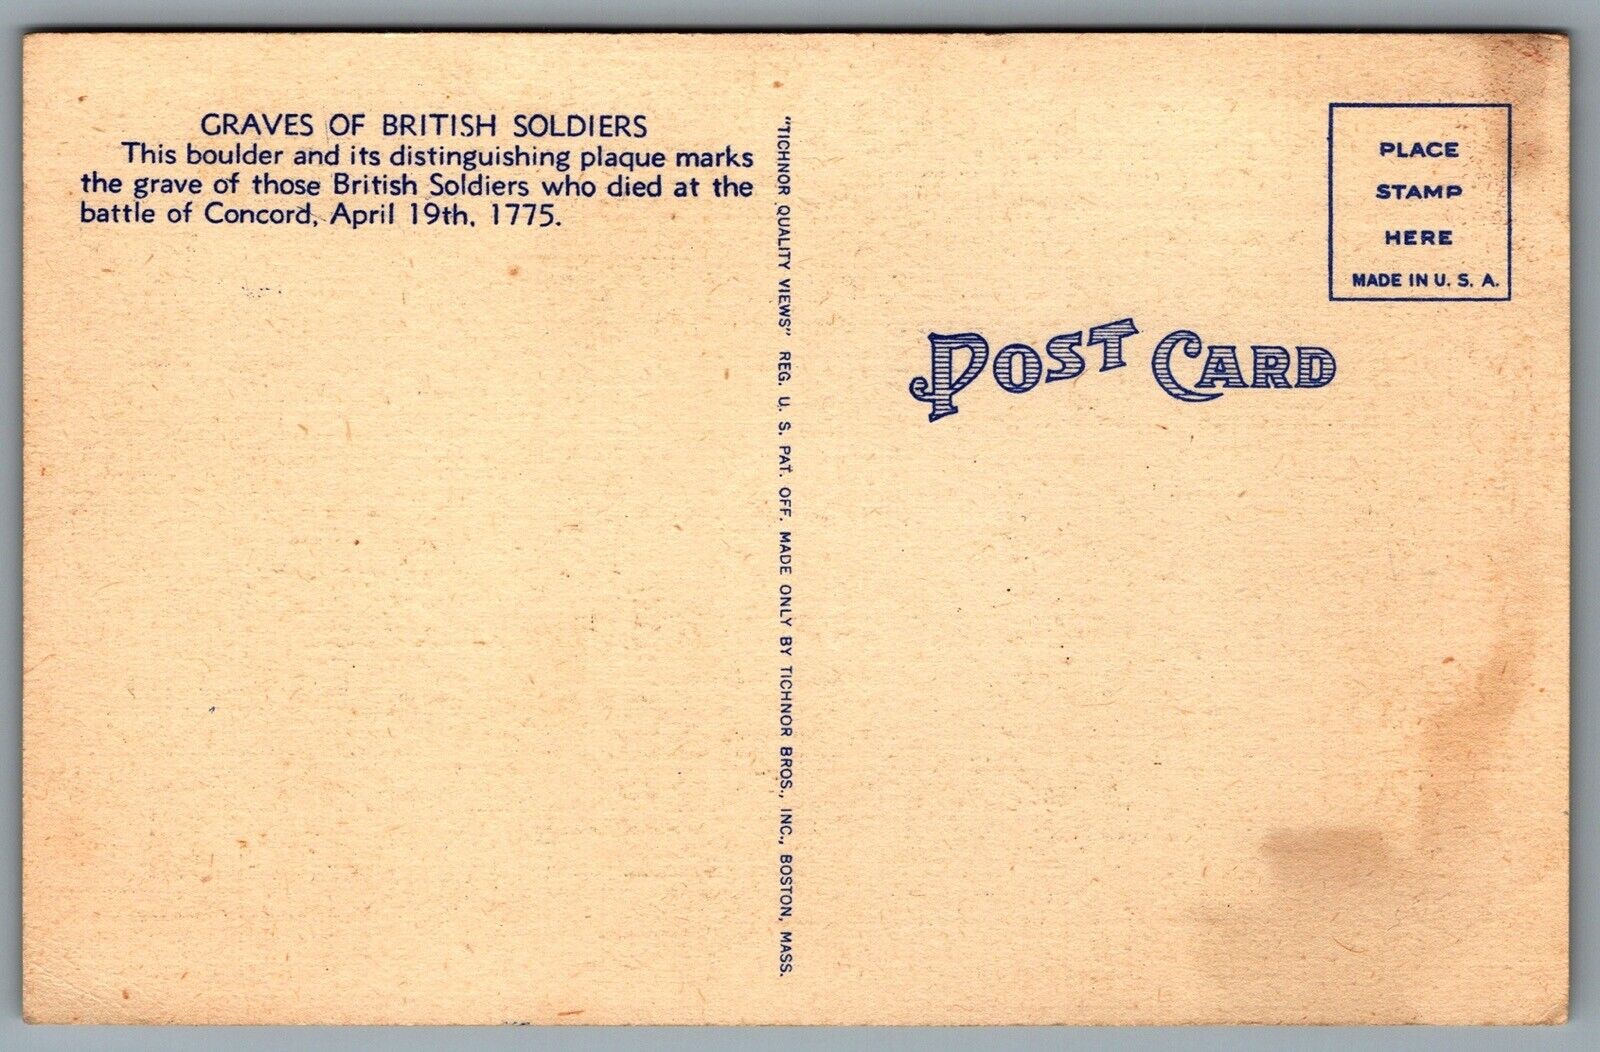 GRAVES OF BRITISH SOLDIERS
This boulder and its distinguishing plaque marks
the grave of those British Soldiers who died at the
battle of Concord, April 19th, 1775.
"TICHNOR QUALITY VIEWS" REG. U. S. PAT. OFF. MADE ONLY BY TICHNOR BROS., INC., BOSTON, MASS.
PLACE
STAMP
HERE
MADE IN U. S. A.
POST CARD